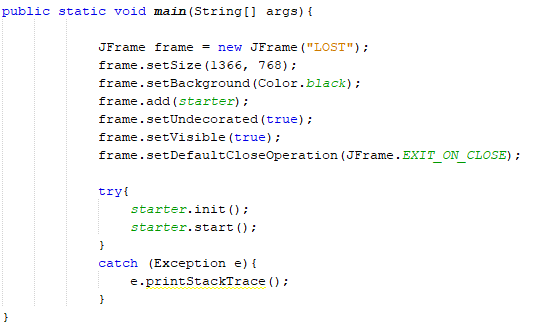 public static void main(String[] args){
JFrame frame = new JFrame("LOST");
frame.setSize(1366, 768);
frame.setBackground(Color.black);
frame.add(starter);
frame.setUndecorated(true);
frame.setVisible(true);
frame.setDefaultCloseOperation(JFrame.EXIT_ON_CLOSE);
try{
starter.init();
starter.start();
}
catch (Exception e){
e.printStackTrace();
}
}